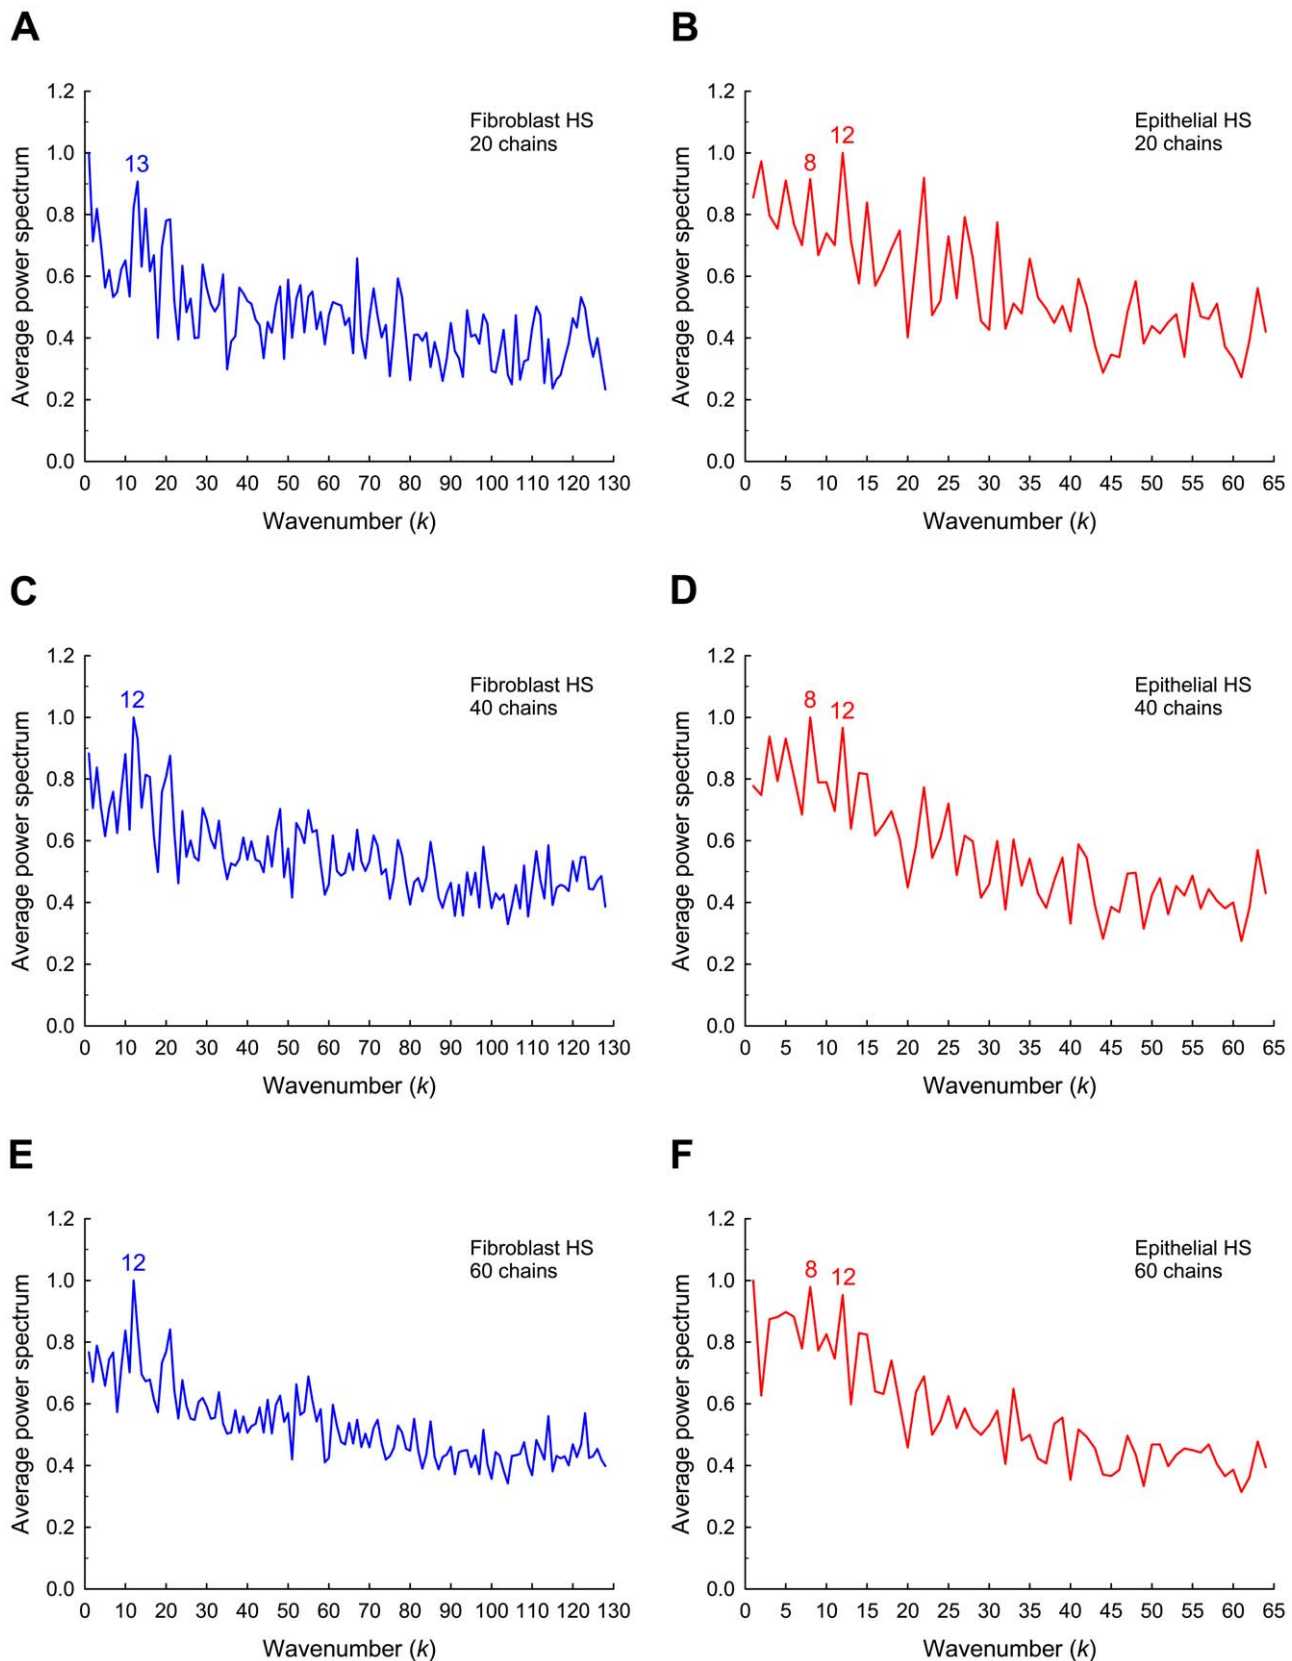 A
B
1.2
1.0
0.8
0.6
0.4
0.2
0.0
Average power spectrum
13
Fibroblast HS
20 chains
0 10 20 30 40 50 60 70 80 90 100 110 120 130
Wavenumber (k)
1.2
1.0
0.8
0.6
0.4
0.2
0.0
Average power spectrum
8
12
Epithelial HS
20 chains
0 5 10 15 20 25 30 35 40 45 50 55 60 65
Wavenumber (k)
C
D
1.2
1.0
0.8
0.6
0.4
0.2
0.0
Average power spectrum
12
Fibroblast HS
40 chains
0 10 20 30 40 50 60 70 80 90 100 110 120 130
Wavenumber (k)
1.2
1.0
0.8
0.6
0.4
0.2
0.0
Average power spectrum
8
12
Epithelial HS
40 chains
0 5 10 15 20 25 30 35 40 45 50 55 60 65
Wavenumber (k)
E
F
1.2
1.0
0.8
0.6
0.4
0.2
0.0
Average power spectrum
12
Fibroblast HS
60 chains
0 10 20 30 40 50 60 70 80 90 100 110 120 130
Wavenumber (k)
1.2
1.0
0.8
0.6
0.4
0.2
0.0
Average power spectrum
8
12
Epithelial HS
60 chains
0 5 10 15 20 25 30 35 40 45 50 55 60 65
Wavenumber (k)